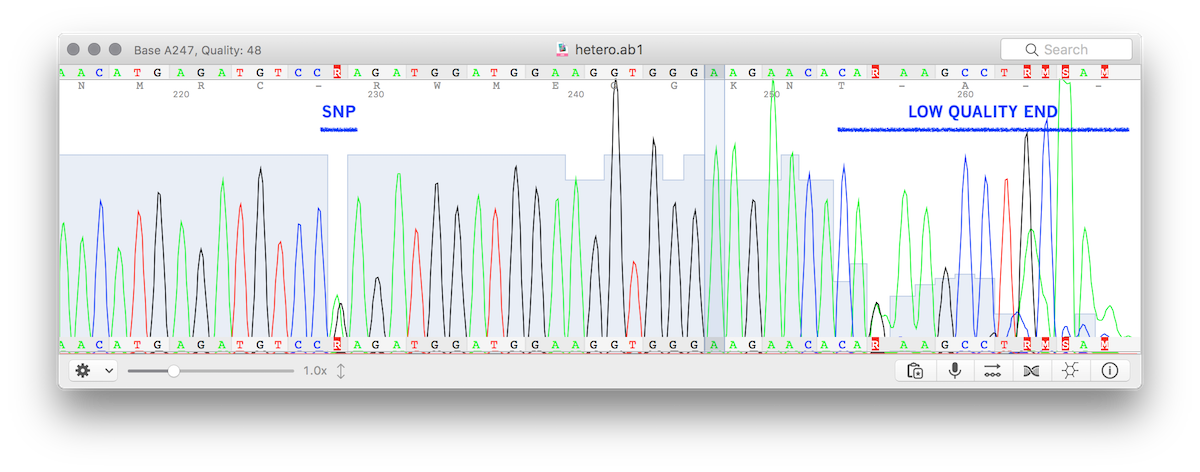 Base A247, Quality: 48 hetero.ab1 Search
A A C A T G A G A T G T C C R A G A T G G A T G G A A G G T G G G A A G A A C A C A R A A G C C T R M S A M
N M R C - R W M E G G K N T - A - -
220 230 240 250 260
SNP LOW QUALITY END
A A C A T G A G A T G T C C R A G A T G G A T G G A A G G T G G G A A G A A C A C A R A A G C C T R M S A M
1.0x